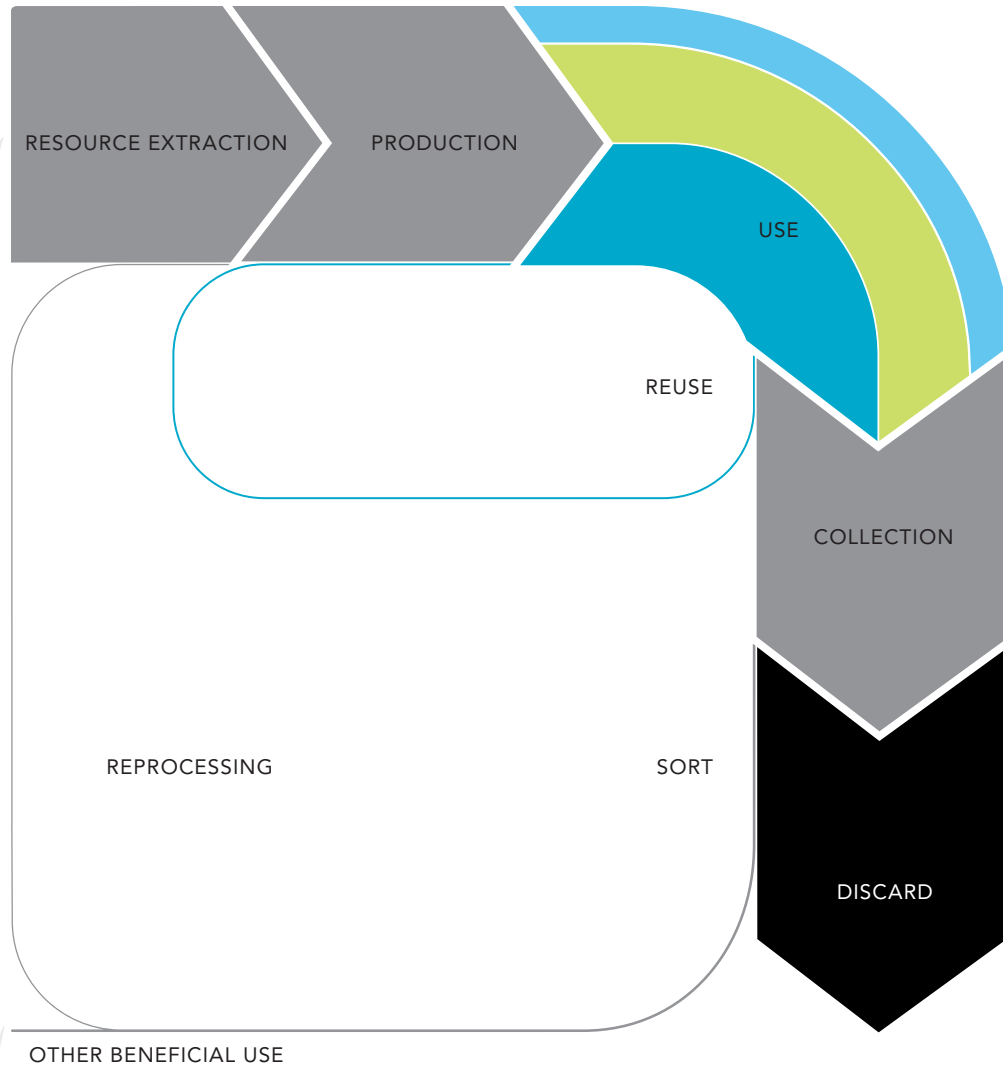 RESOURCE EXTRACTION
PRODUCTION
USE
REUSE
COLLECTION
REPROCESSING
SORT
DISCARD
OTHER BENEFICIAL USE